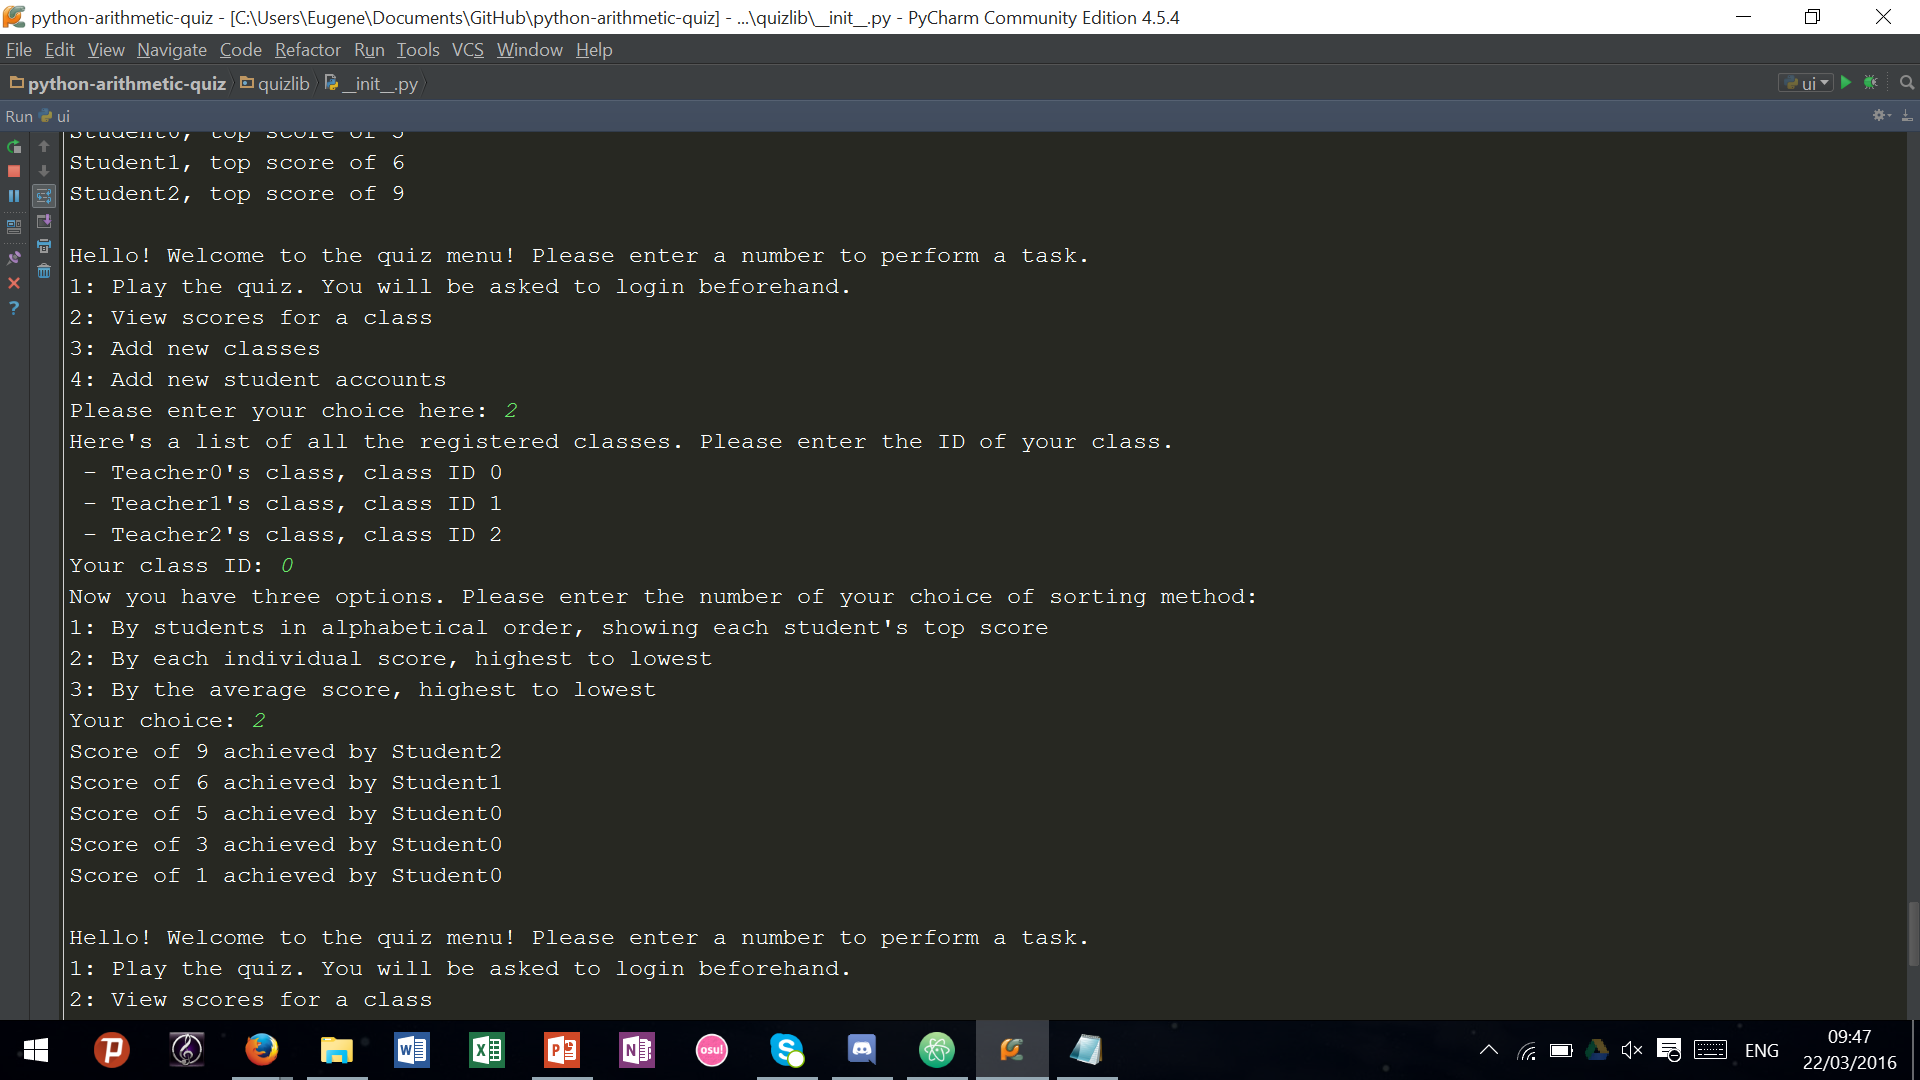 python-arithmetic-quiz - [C:\Users\Eugene\Documents\GitHub\python-arithmetic-quiz] - ...\quizlib\__init__.py - PyCharm Community Edition 4.5.4
File Edit View Navigate Code Refactor Run Tools VCS Window Help
python-arithmetic-quiz quizlib __init__.py ui
Run ui
Student0, top score of 5
Student1, top score of 6
Student2, top score of 9
Hello! Welcome to the quiz menu! Please enter a number to perform a task.
1: Play the quiz. You will be asked to login beforehand.
2: View scores for a class
3: Add new classes
4: Add new student accounts
Please enter your choice here: 2
Here's a list of all the registered classes. Please enter the ID of your class.
- Teacher0's class, class ID 0
- Teacher1's class, class ID 1
- Teacher2's class, class ID 2
Your class ID: 0
Now you have three options. Please enter the number of your choice of sorting method:
1: By students in alphabetical order, showing each student's top score
2: By each individual score, highest to lowest
3: By the average score, highest to lowest
Your choice: 2
Score of 9 achieved by Student2
Score of 6 achieved by Student1
Score of 5 achieved by Student0
Score of 3 achieved by Student0
Score of 1 achieved by Student0
Hello! Welcome to the quiz menu! Please enter a number to perform a task.
1: Play the quiz. You will be asked to login beforehand.
2: View scores for a class
osu!
ENG
09:47
22/03/2016